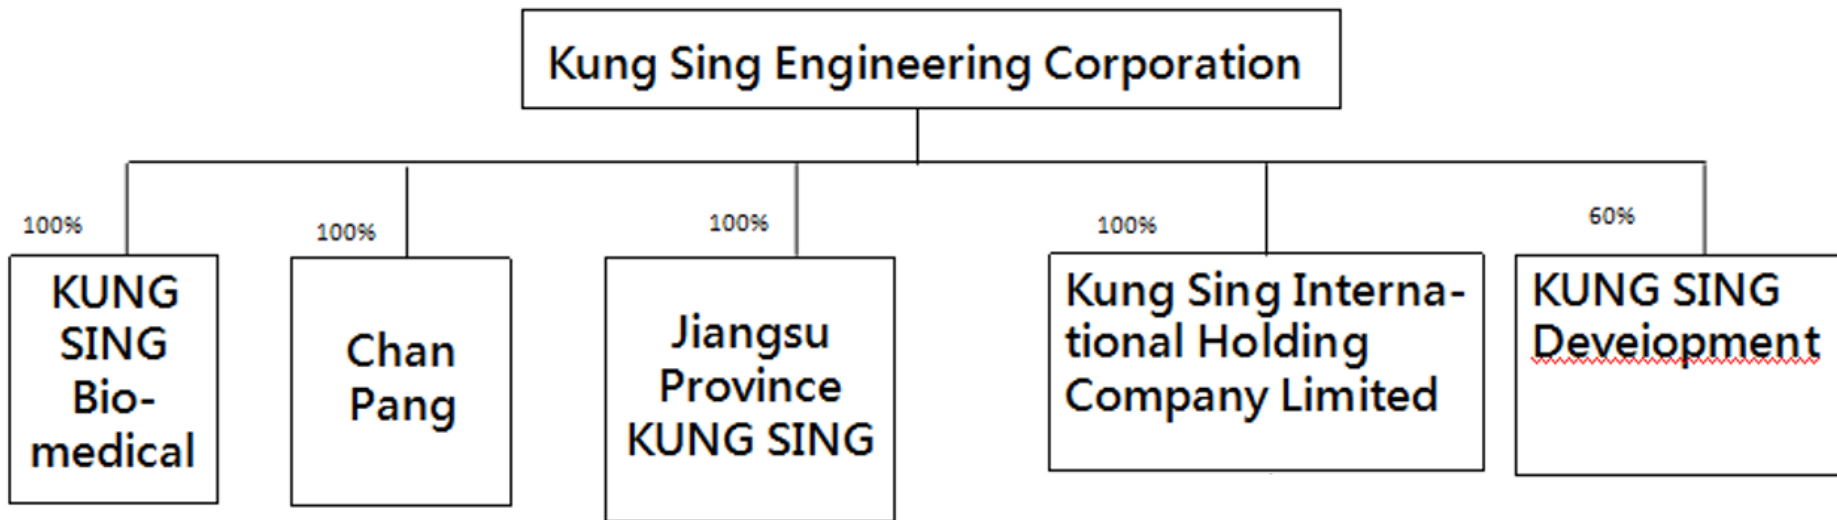 Kung Sing Engineering Corporation
100%
100%
100%
100%
60%
KUNG
SING
Bio-
medical
Chan
Pang
Jiangsu
Province
KUNG SING
Kung Sing Interna-
tional Holding
Company Limited
KUNG SING
Deveiopment